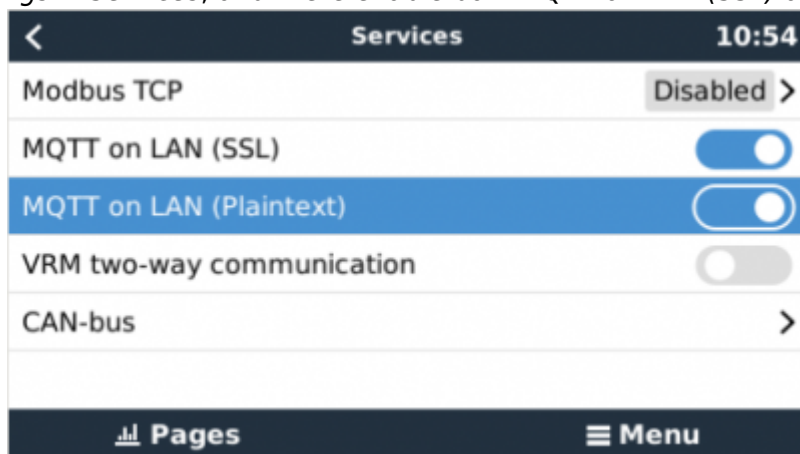 Services 10:54
Modbus TCP Disabled
MQTT on LAN (SSL)
MQTT on LAN (Plaintext)
VRM two-way communication
CAN-bus
Pages Menu